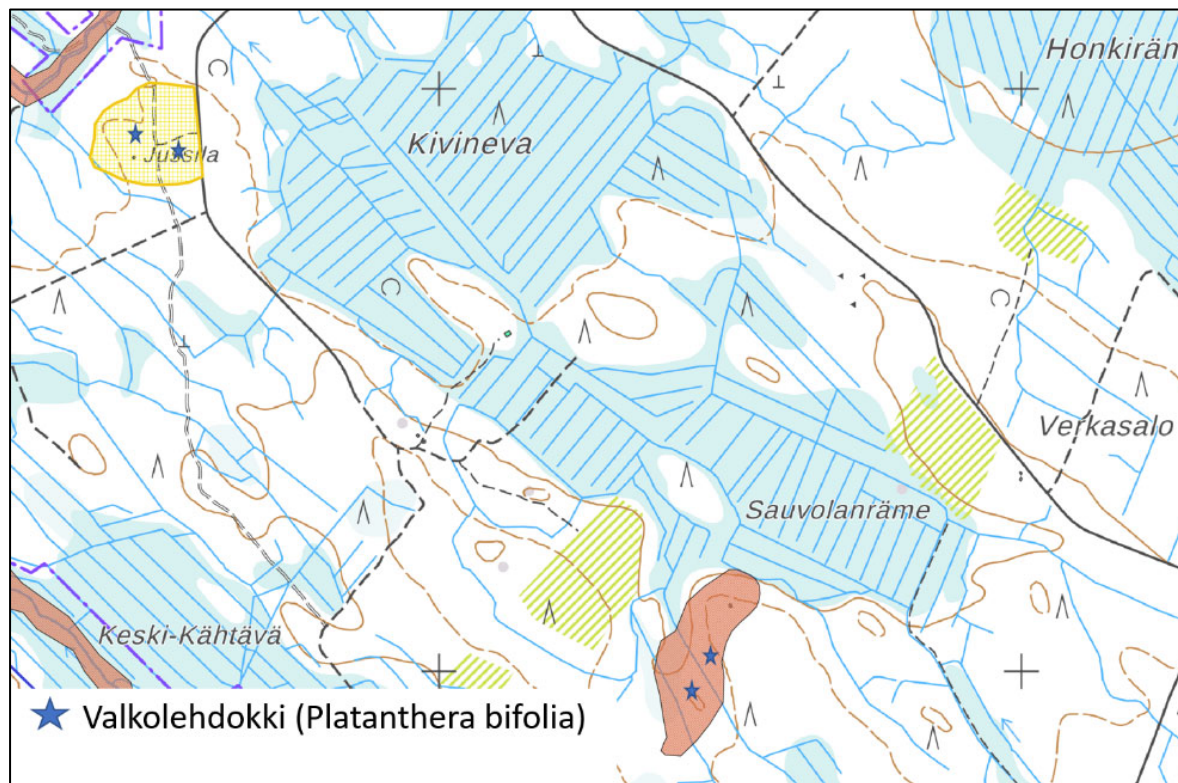 Honkiräm
Kivineva
Jussila
Verkasalo
Sauvolanräme
Keski-Kähtävä
Valkolehdokki (Platanthera bifolia)